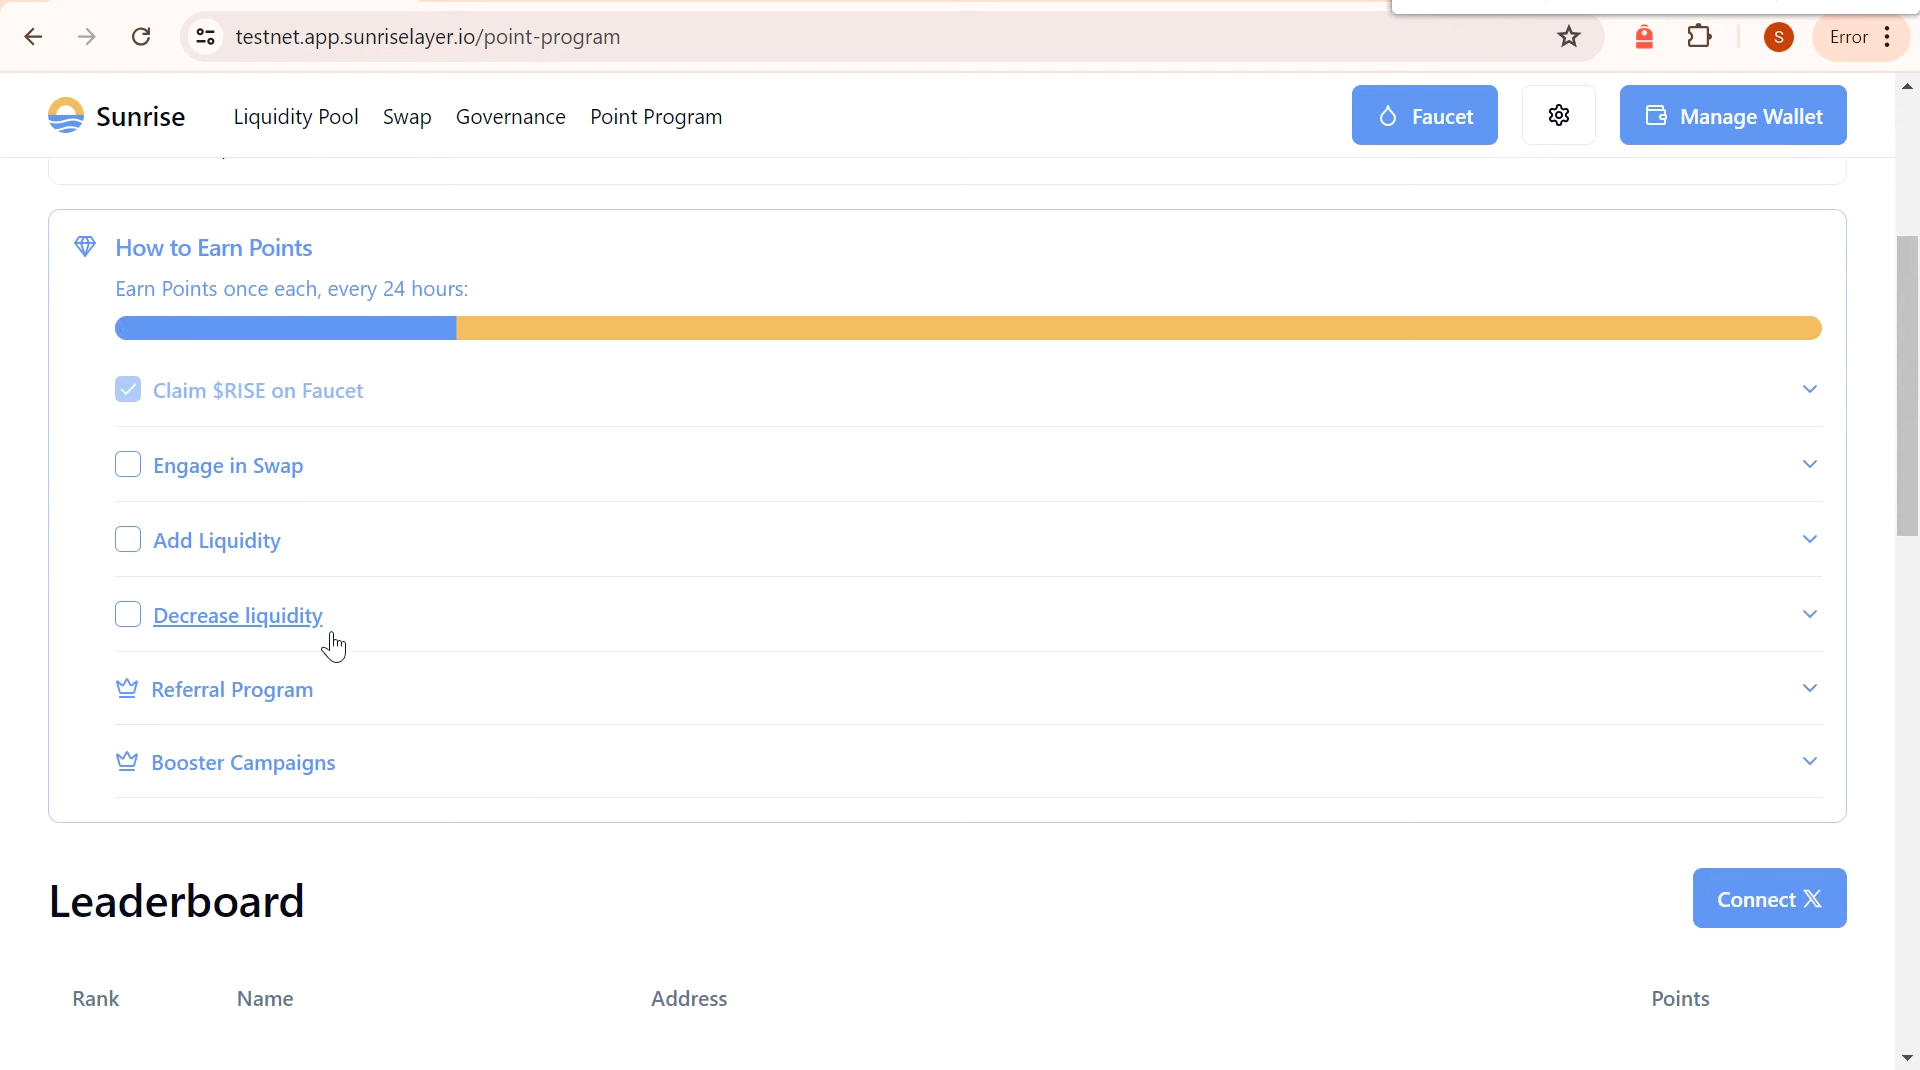 testnet.app.sunriselayer.io/point-program
S
Error
Sunrise
Liquidity Pool
Swap
Governance
Point Program
Faucet
Manage Wallet
How to Earn Points
Earn Points once each, every 24 hours:
Claim $RISE on Faucet
Engage in Swap
Add Liquidity
Decrease liquidity
Referral Program
Booster Campaigns
Leaderboard
Connect X
Rank Name Address Points